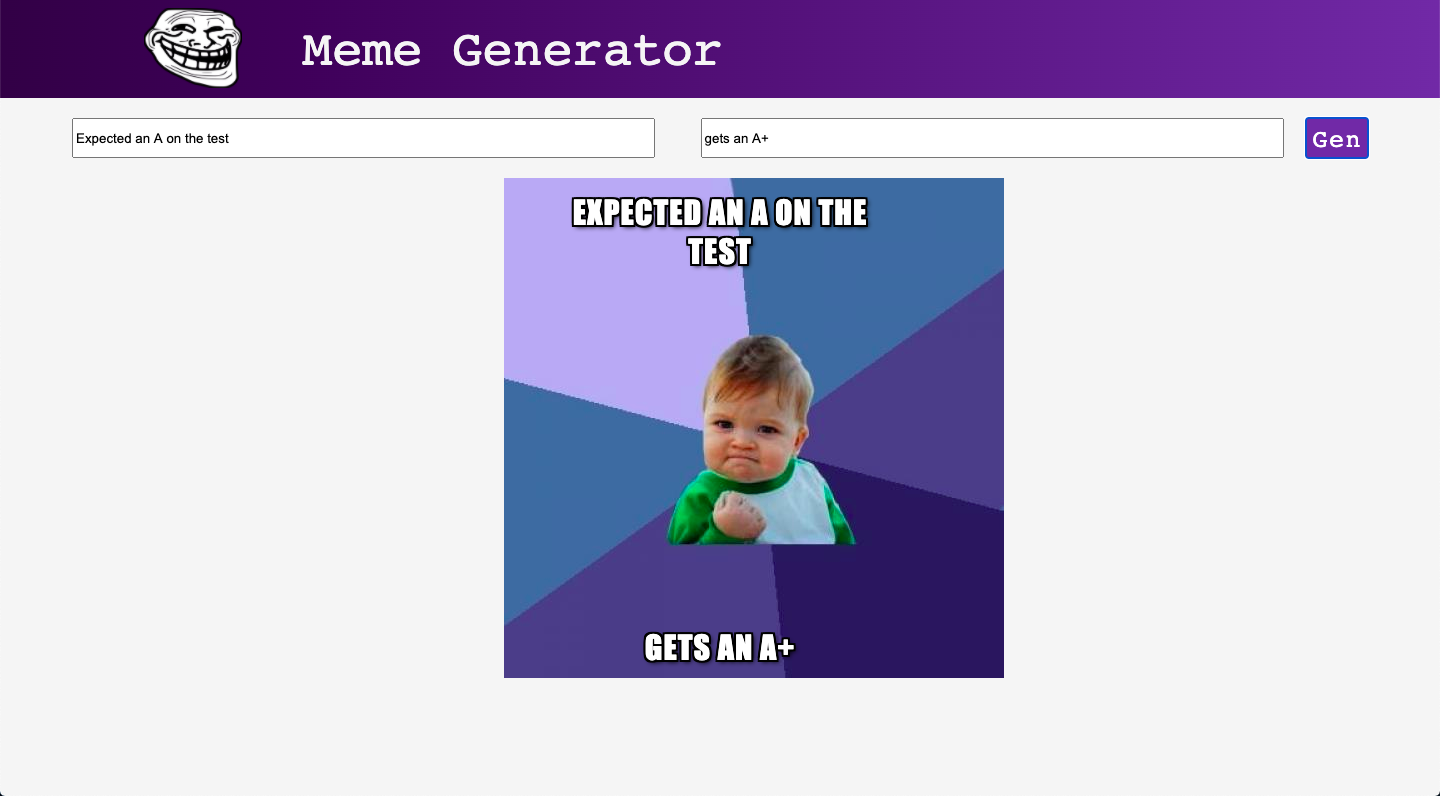 Meme Generator
Expected an A on the test
gets an A+
Gen
EXPECTED AN A ON THE
TEST
GETS AN A+